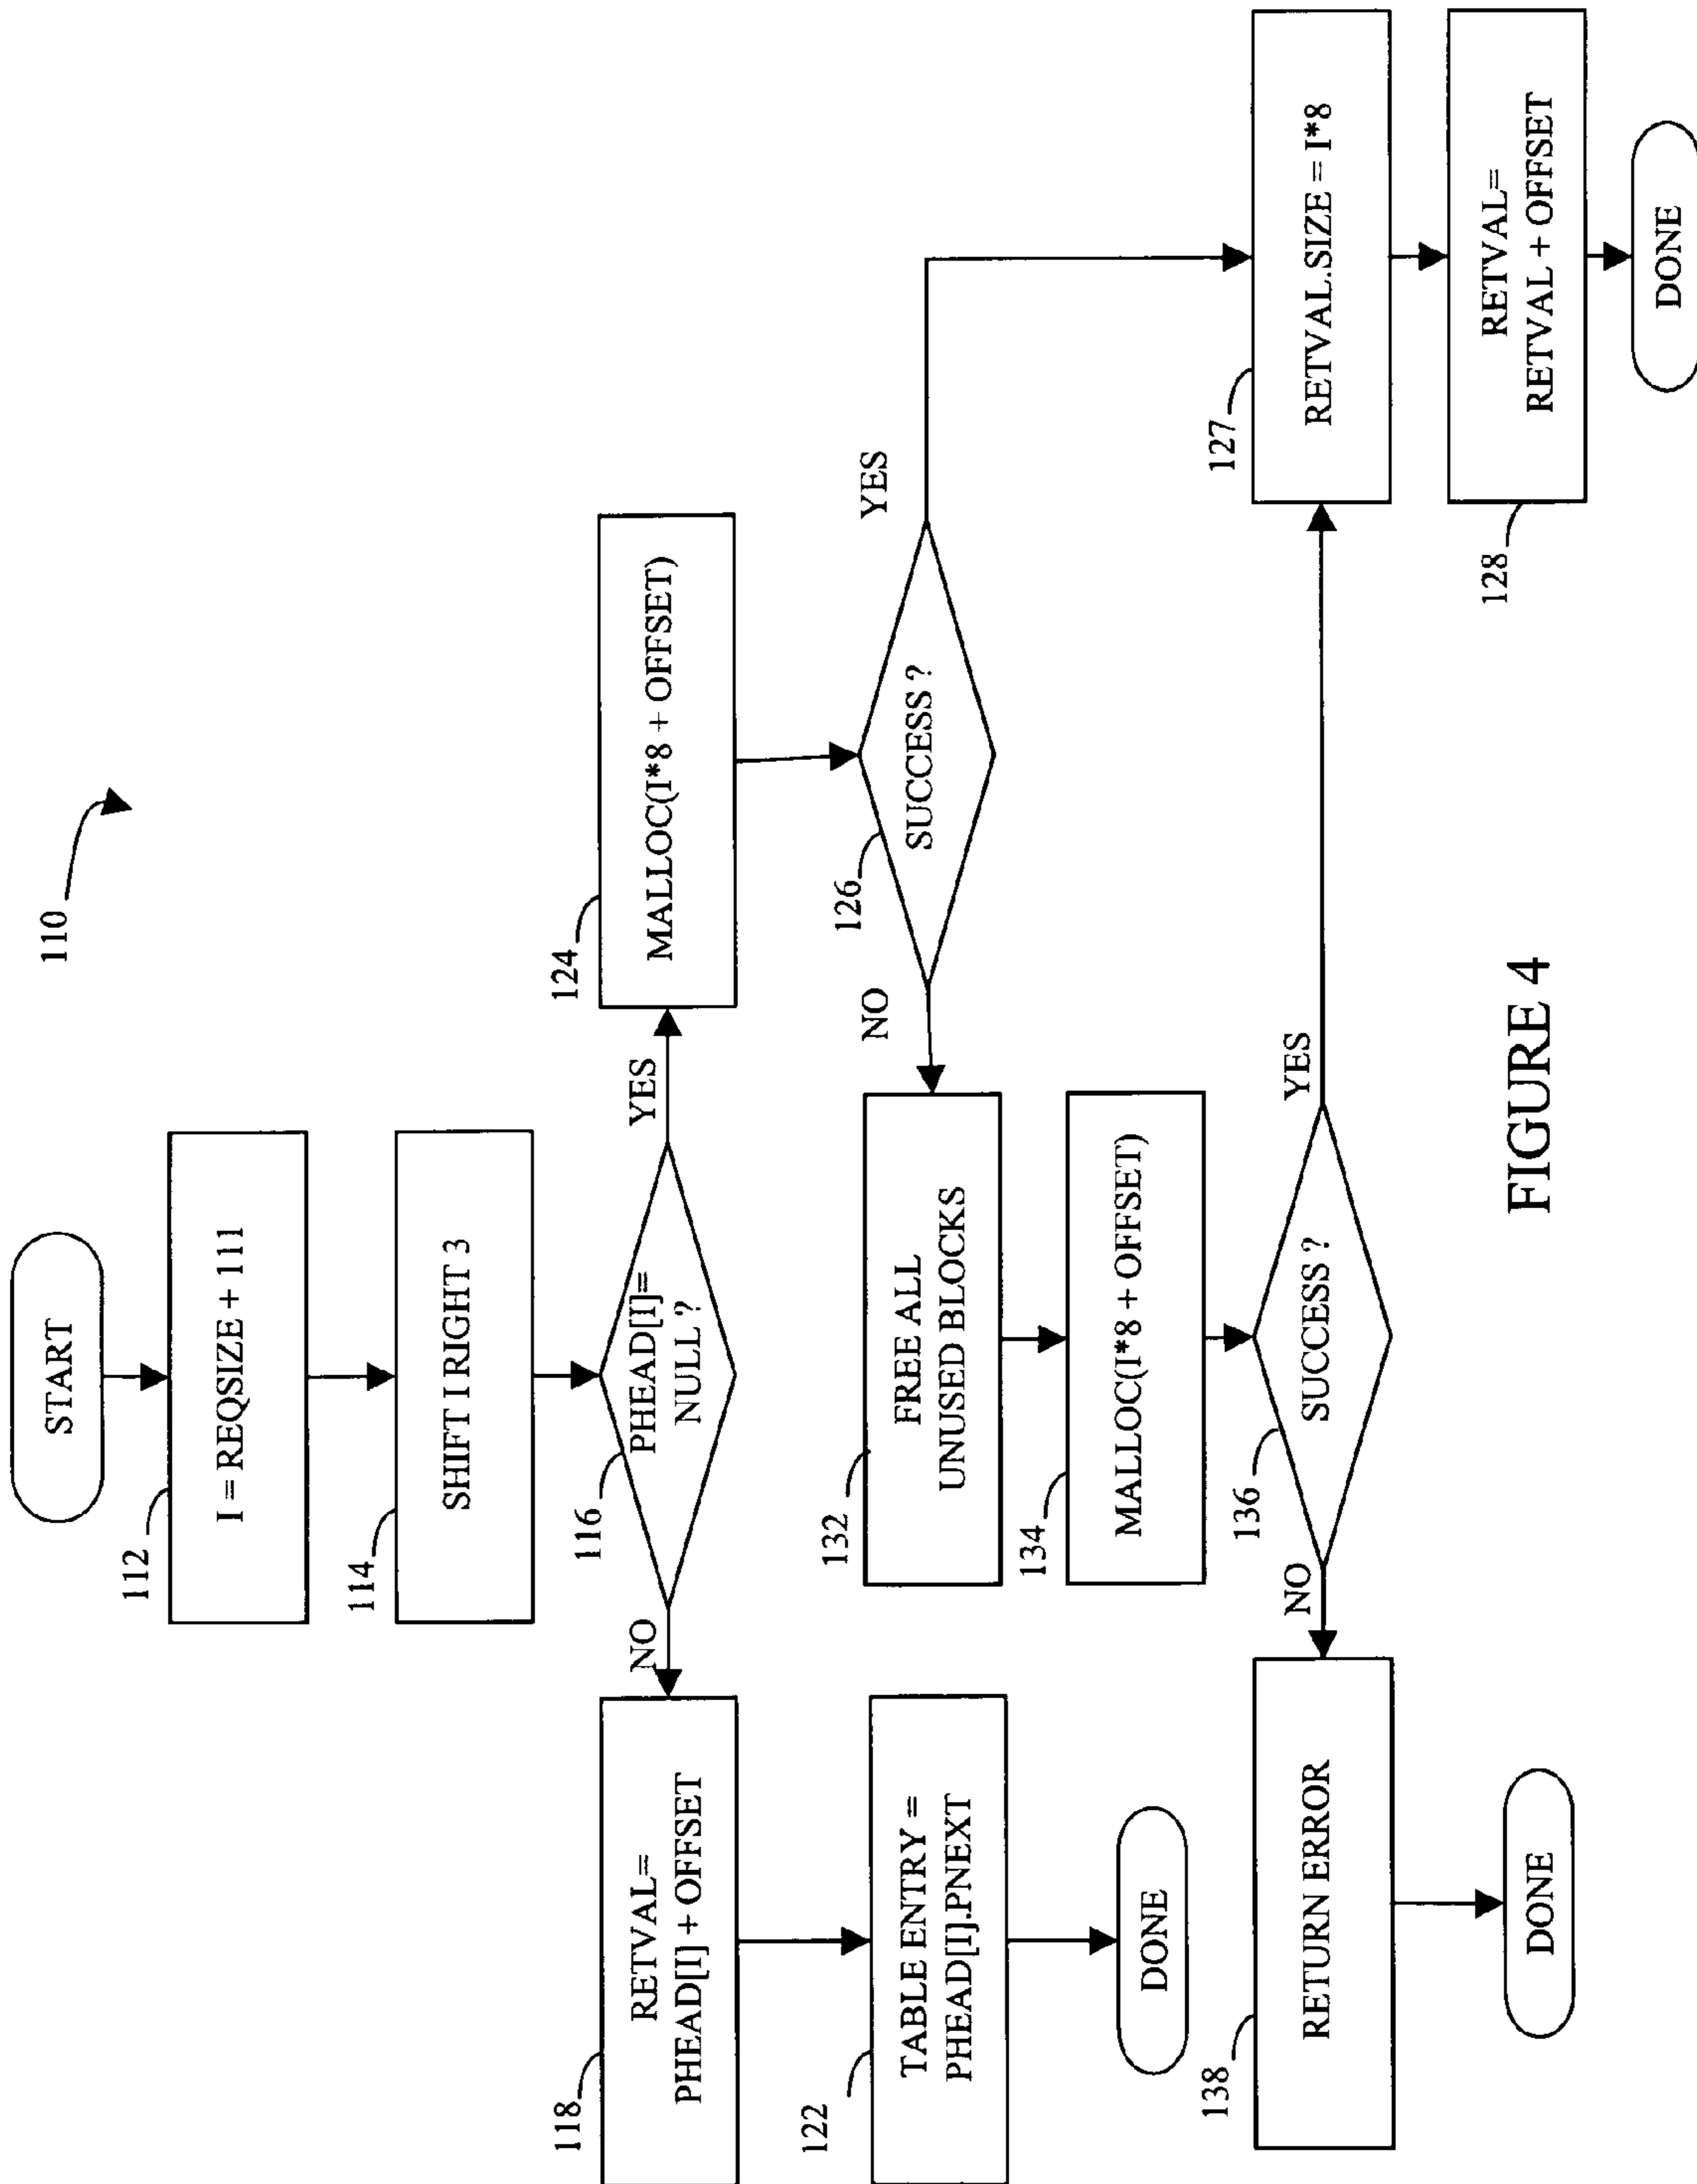 110
START
112
I = REQSIZE + 111
114
SHIFT I RIGHT 3
116
PHEAD[I]=
NULL ?
NO
YES
118
RETVAL=
PHEAD[I] + OFFSET
122
TABLE ENTRY =
PHEAD[I].PNEXT
DONE
124
MALLOC(I*8 + OFFSET)
126
SUCCESS ?
NO
YES
132
FREE ALL
UNUSED BLOCKS
134
MALLOC(I*8 + OFFSET)
136
SUCCESS ?
NO
YES
138
RETURN ERROR
DONE
127
RETVAL.SIZE = I*8
128
RETVAL=
RETVAL + OFFSET
DONE
FIGURE 4